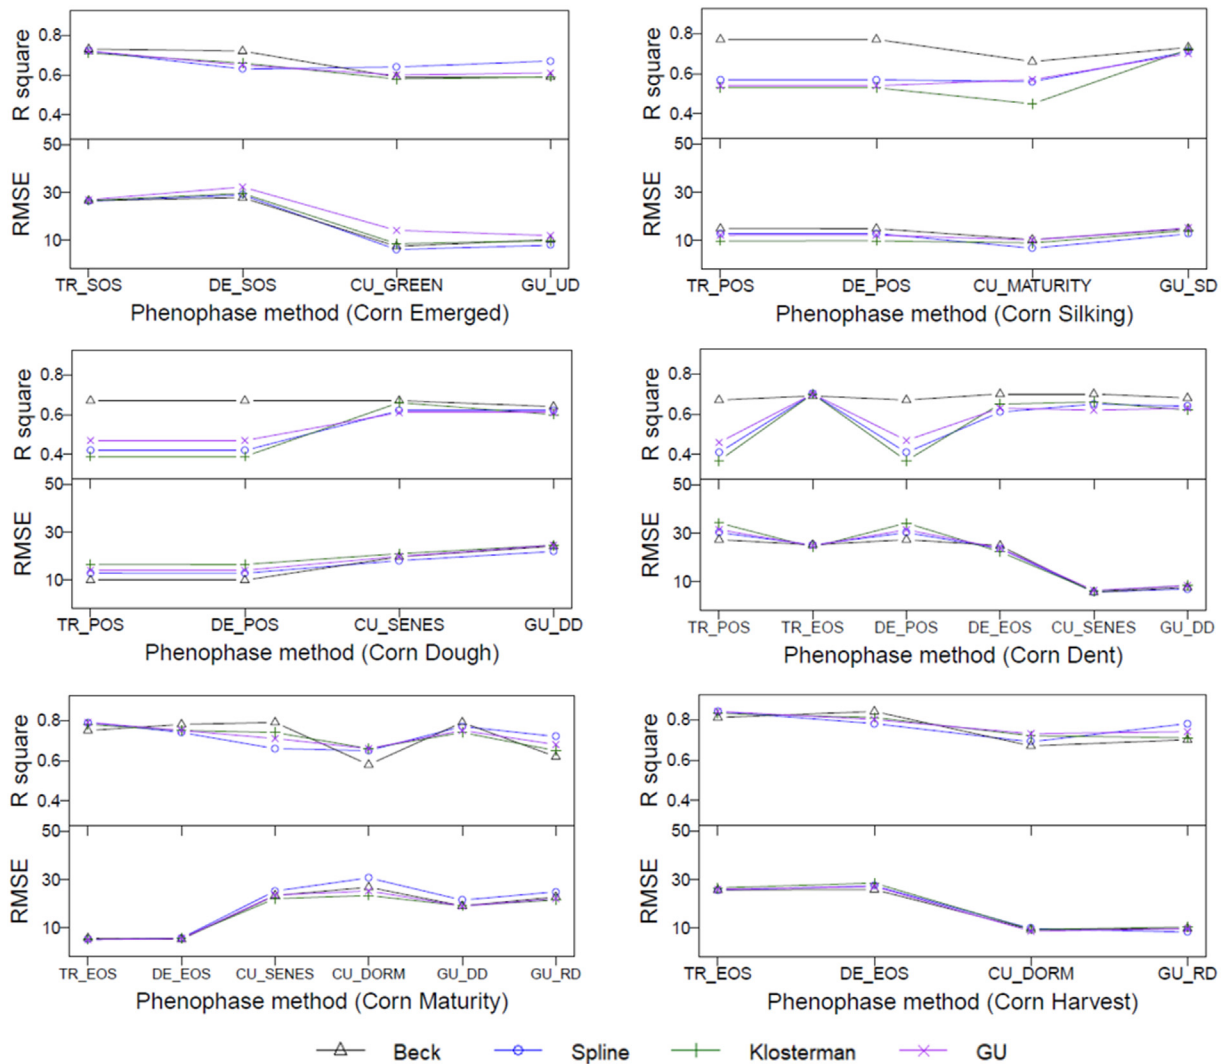 R square
0.8
0.6
0.4
RMSE
50
30
10
TR_SOS DE_SOS CU_GREEN GU_UD
Phenophase method (Corn Emerged)
R square
0.8
0.6
0.4
RMSE
50
30
10
TR_POS DE_POS CU_MATURITY GU_SD
Phenophase method (Corn Silking)
R square
0.8
0.6
0.4
RMSE
50
30
10
TR_POS DE_POS CU_SENES GU_DD
Phenophase method (Corn Dough)
R square
0.8
0.6
0.4
RMSE
50
30
10
TR_POS TR_EOS DE_POS DE_EOS CU_SENES GU_DD
Phenophase method (Corn Dent)
R square
0.8
0.6
0.4
RMSE
50
30
10
TR_EOS DE_EOS CU_SENES CU_DORM GU_DD GU_RD
Phenophase method (Corn Maturity)
R square
0.8
0.6
0.4
RMSE
50
30
10
TR_EOS DE_EOS CU_DORM GU_RD
Phenophase method (Corn Harvest)
Beck Spline Klosterman GU